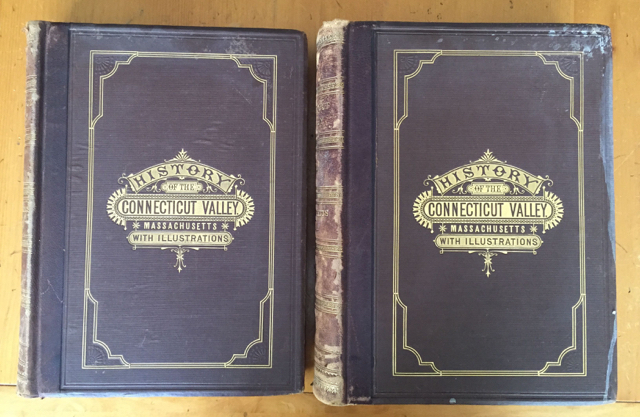 HISTORY
OF THE
CONNECTICUT VALLEY
MASSACHUSETTS
WITH ILLUSTRATIONS
HISTORY
OF THE
CONNECTICUT VALLEY
MASSACHUSETTS
WITH ILLUSTRATIONS